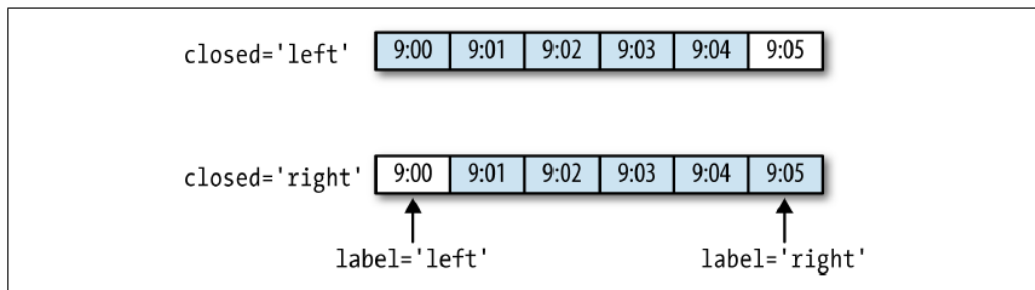 closed='left' 9:00 9:01 9:02 9:03 9:04 9:05
closed='right' 9:00 9:01 9:02 9:03 9:04 9:05
label='left' label='right'